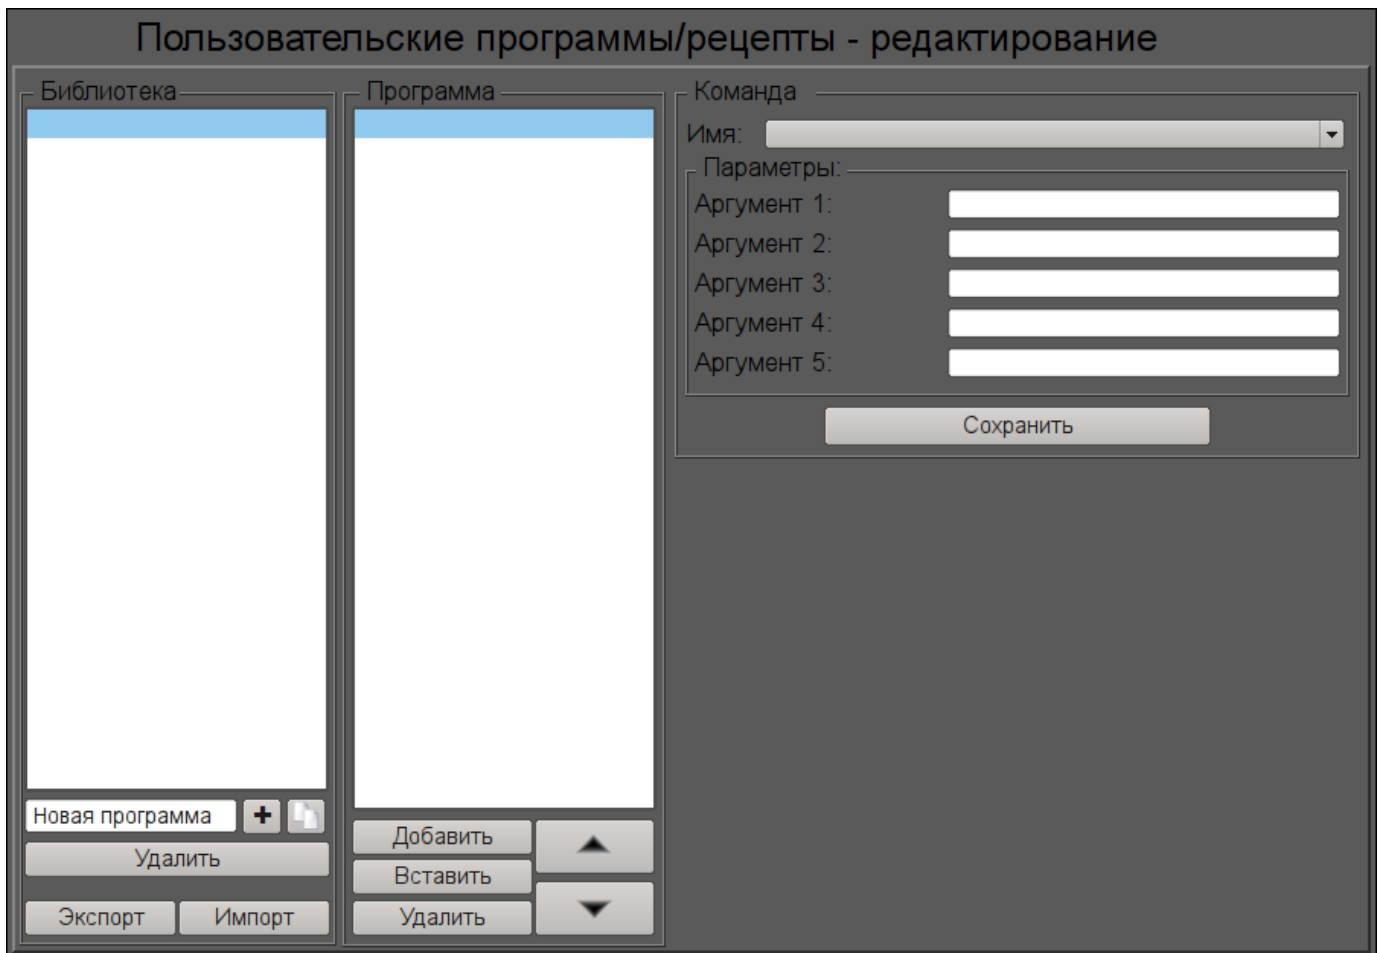 Пользовательские программы/рецепты - редактирование
Библиотека
Новая программа
+
Удалить
Экспорт Импорт
Программа
Добавить
Вставить
Удалить
Команда
Имя:
Параметры:
Аргумент 1:
Аргумент 2:
Аргумент 3:
Аргумент 4:
Аргумент 5:
Сохранить